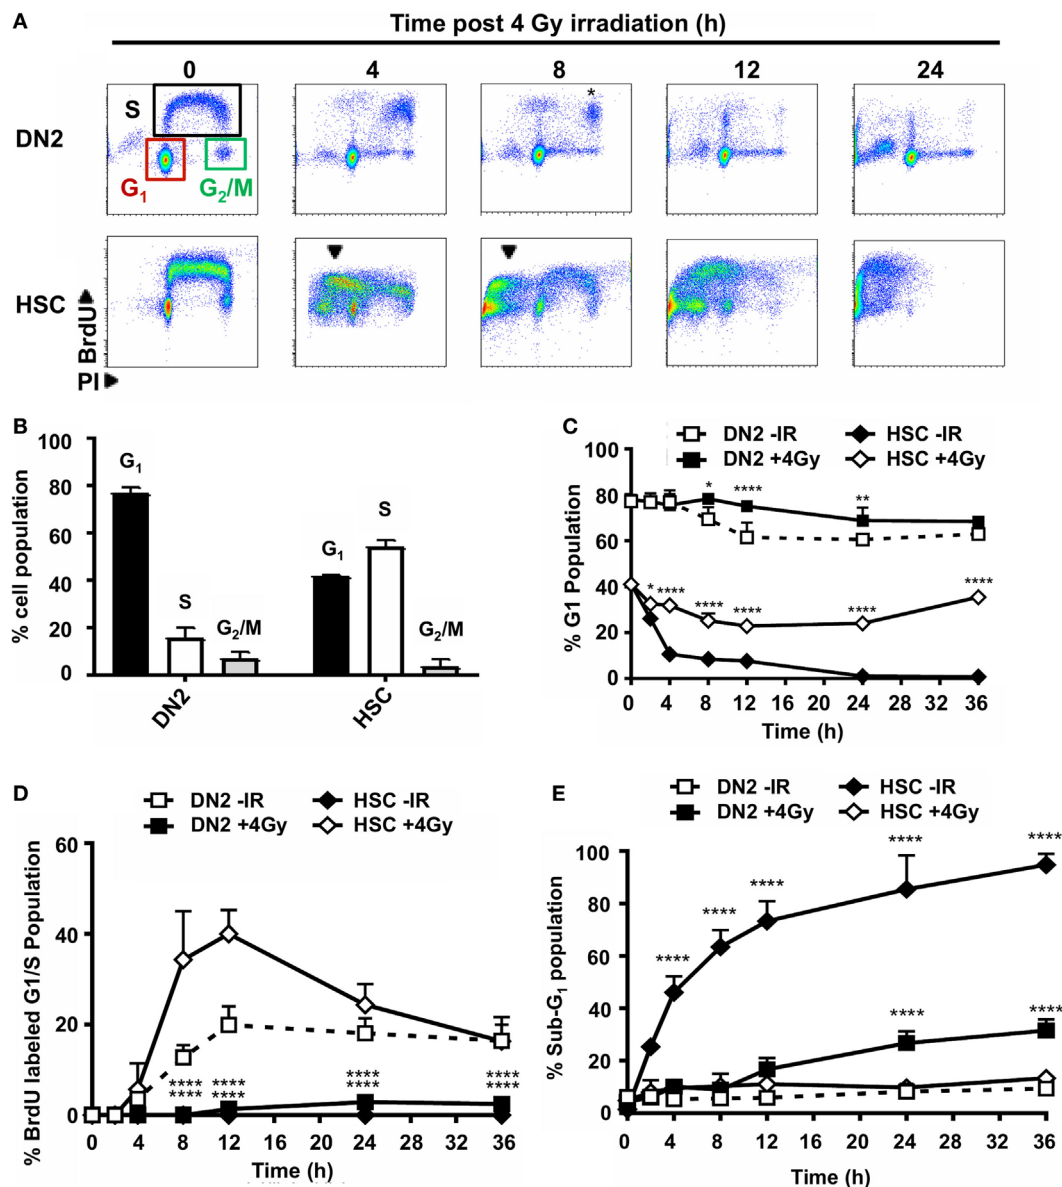 A
Time post 4 Gy irradiation (h)
0 4 8 12 24
DN2
S
G1
G2/M
*
HSC
BrdU
PI
B
% cell population
100
80
60
40
20
0
G1
S
G2/M
G1
S
G2/M
DN2
HSC
C
DN2 -IR HSC -IR
DN2 +4Gy HSC +4Gy
% G1 Population
100
80
60
40
20
0
* **** **
* **** **** **** **** ****
0 4 8 12 16 20 24 28 32 36
Time (h)
D
DN2 -IR HSC -IR
DN2 +4Gy HSC +4Gy
% BrdU labeled G1/S Population
60
40
20
0
**** **** **** ****
**** **** **** ****
0 4 8 12 16 20 24 28 32 36
Time (h)
E
DN2 -IR HSC -IR
DN2 +4Gy HSC +4Gy
% Sub-G1 population
100
80
60
40
20
0
**** **** **** **** ****
**** ****
0 4 8 12 16 20 24 28 32 36
Time (h)